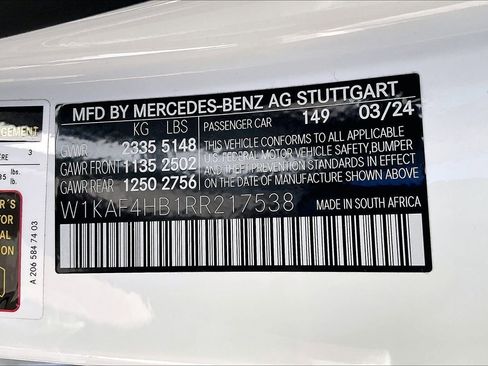 MFD BY MERCEDES-BENZ AG STUTTGART
KG LBS PASSENGER CAR 149 03/24
GVWR 2335 5148
GAWR FRONT 1135 2502
GAWR REAR 1250 2756
THIS VEHICLE CONFORMS TO ALL APPLICABLE
U.S. FEDERAL MOTOR VEHICLE SAFETY, BUMPER
AND THEFT PREVENTION STANDARDS IN EFFECT
ON THE DATE OF MANUFACTURE SHOWN ABOVE.
W1KAF4HB1RR217538 MADE IN SOUTH AFRICA
3
lbs.
A 206 584 74 03